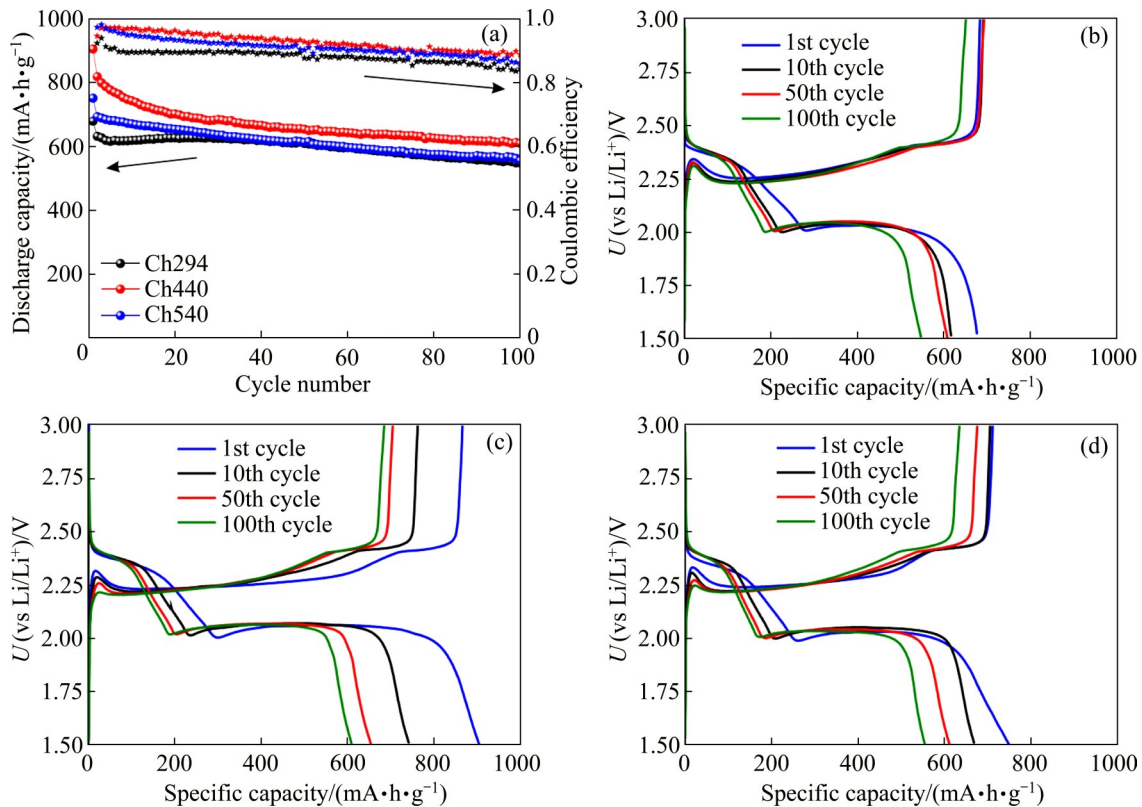 (a)
1000
800
600
400
200
0
Discharge capacity/(mA•h•g⁻¹)
1.0
0.8
0.6
0.4
0.2
0
Coulombic efficiency
Ch294
Ch440
Ch540
0 20 40 60 80 100
Cycle number
(b)
3.00
2.75
2.50
2.25
2.00
1.75
1.50
U(vs Li/Li⁺)/V
1st cycle
10th cycle
50th cycle
100th cycle
0 200 400 600 800 1000
Specific capacity/(mA•h•g⁻¹)
(c)
3.00
2.75
2.50
2.25
2.00
1.75
1.50
U(vs Li/Li⁺)/V
1st cycle
10th cycle
50th cycle
100th cycle
0 200 400 600 800 1000
Specific capacity/(mA•h•g⁻¹)
(d)
3.00
2.75
2.50
2.25
2.00
1.75
1.50
U(vs Li/Li⁺)/V
1st cycle
10th cycle
50th cycle
100th cycle
0 200 400 600 800 1000
Specific capacity/(mA•h•g⁻¹)